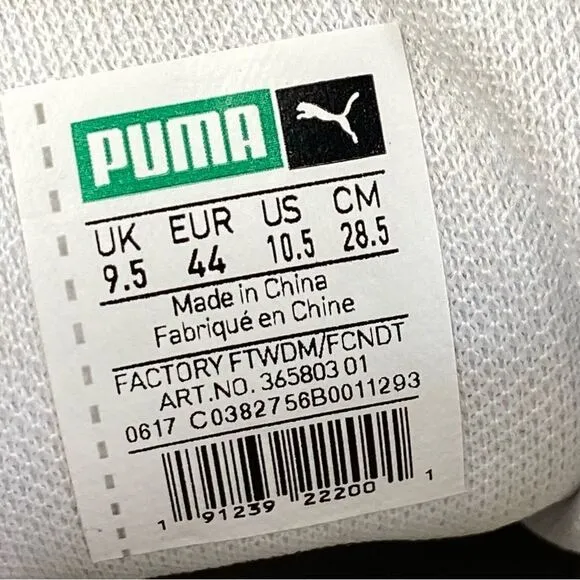 PUMA
UK EUR US CM
9.5 44 10.5 28.5
Made in China
Fabriqué en Chine
FACTORY FTWDM/FCNDT
ART.NO. 365803 01
0617 C0382756B0011293
1 91239 22200 1